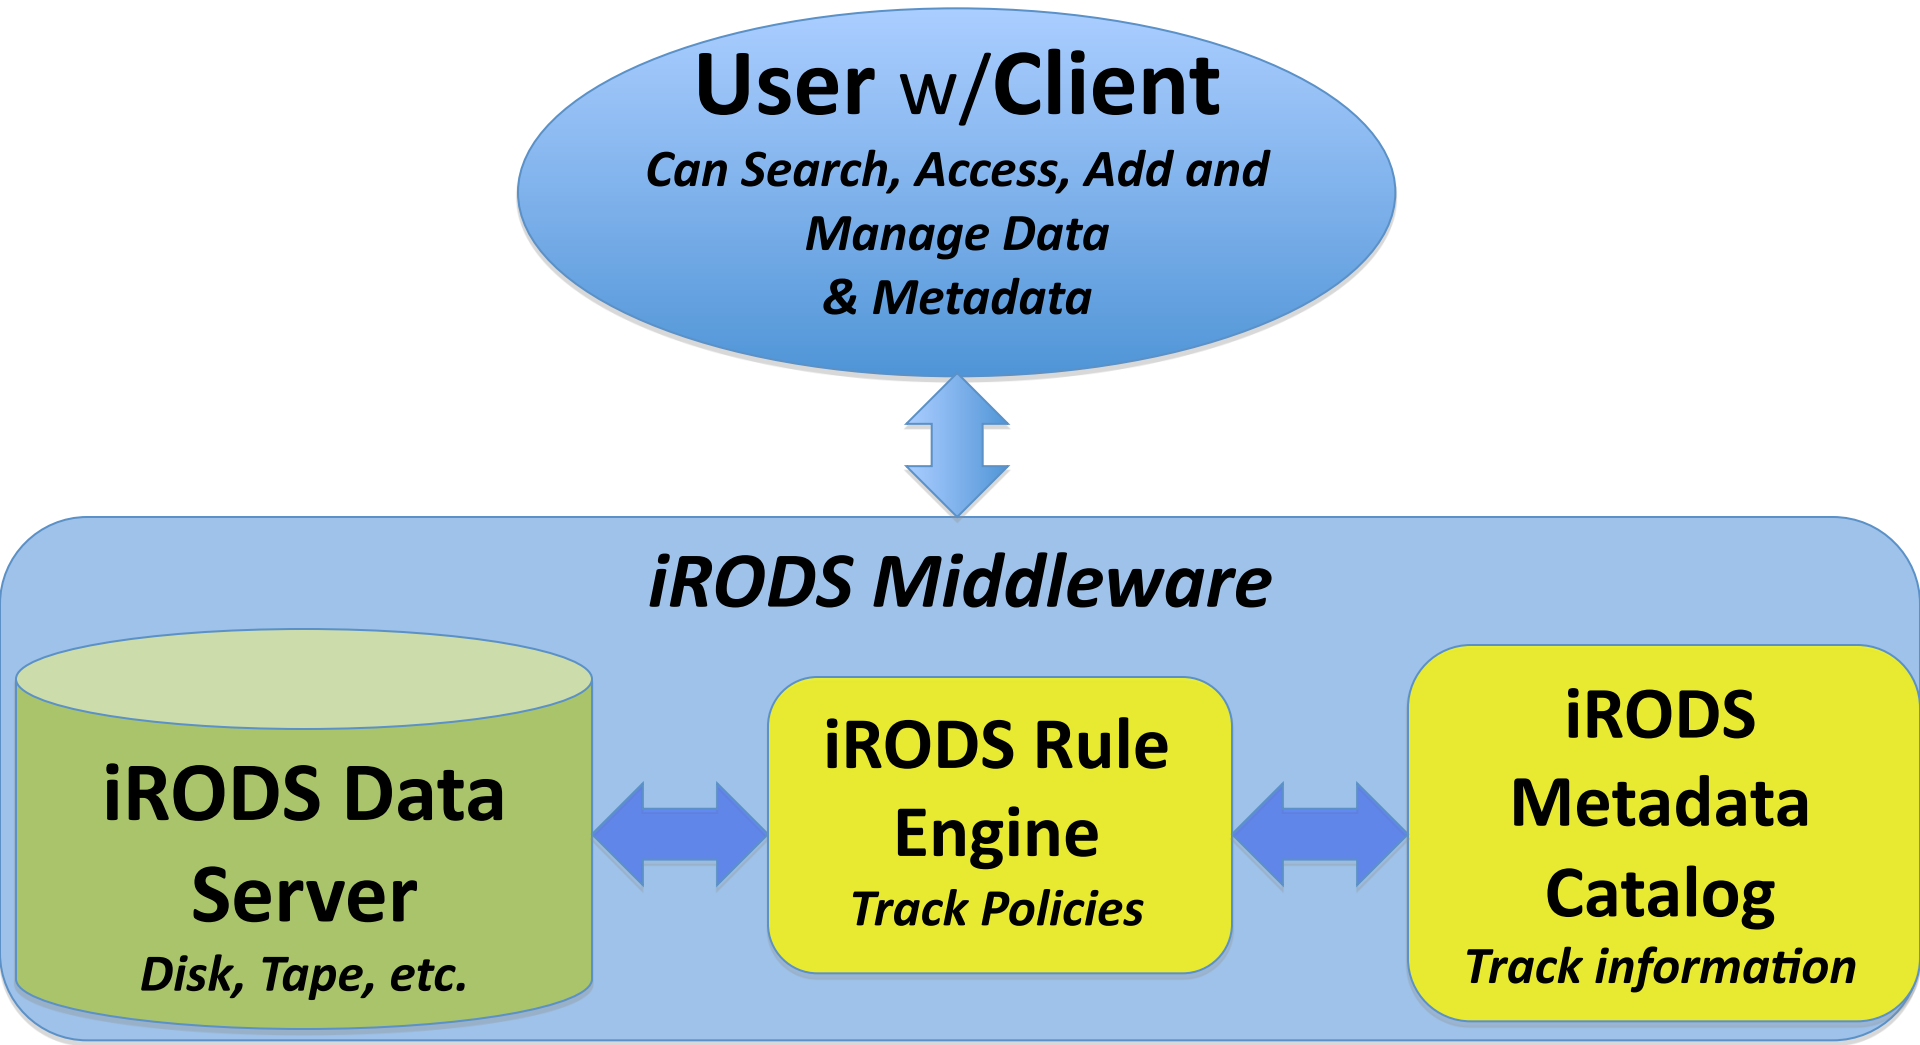 User w/Client
Can Search, Access, Add and
Manage Data
& Metadata
iRODS Middleware
iRODS Data
Server
Disk, Tape, etc.
iRODS Rule
Engine
Track Policies
iRODS
Metadata
Catalog
Track information